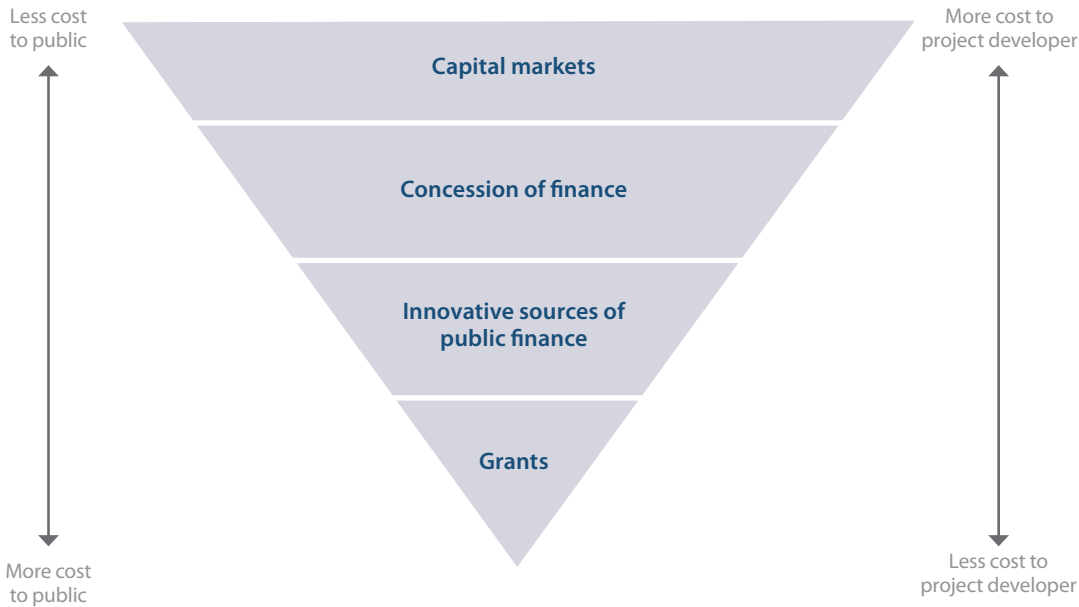 Less cost
to public
More cost to
project developer
Capital markets
Concession of finance
Innovative sources of
public finance
Grants
More cost
to public
Less cost to
project developer